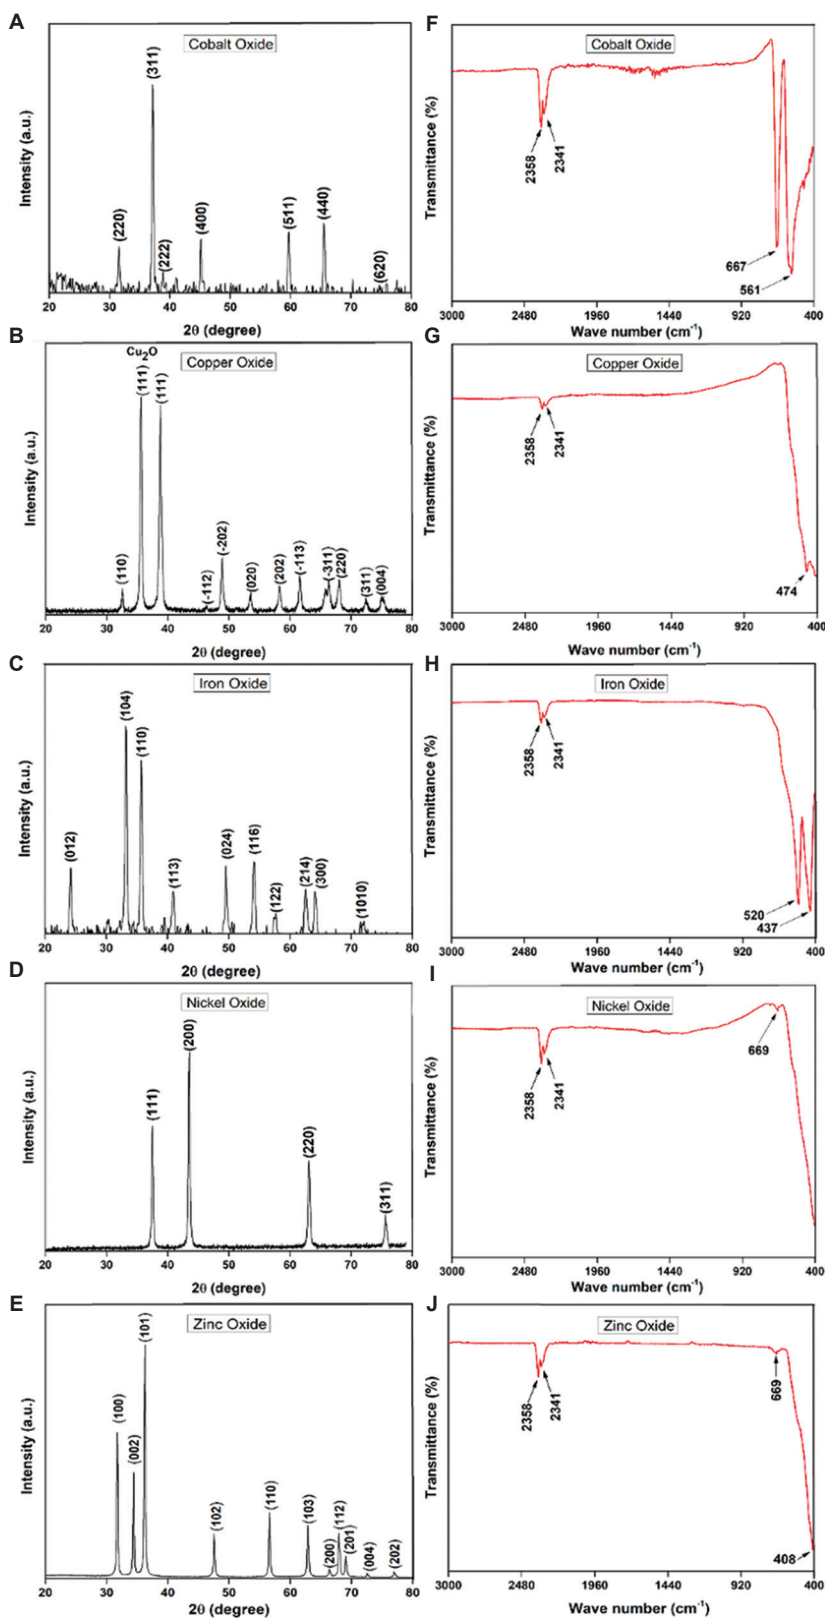 A
Cobalt Oxide
Intensity (a.u.)
(220)
(311)
(222)
(400)
(511)
(440)
(620)
20 30 40 50 60 70 80
2θ (degree)
F
Cobalt Oxide
Transmittance (%)
2358
2341
667
561
3000 2480 1960 1440 920 400
Wave number (cm-1)
B
Copper Oxide
Intensity (a.u.)
Cu2O
(110)
(111)
(111)
(-112)
(-202)
(020)
(202)
(-113)
(-311)
(220)
(311)
(004)
20 30 40 50 60 70 80
2θ (degree)
G
Copper Oxide
Transmittance (%)
2358
2341
474
3000 2480 1960 1440 920 400
Wave number (cm-1)
C
Iron Oxide
Intensity (a.u.)
(012)
(104)
(110)
(113)
(024)
(116)
(122)
(214)
(300)
(1010)
20 30 40 50 60 70 80
2θ (degree)
H
Iron Oxide
Transmittance (%)
2358
2341
520
437
3000 2480 1960 1440 920 400
Wave number (cm-1)
D
Nickel Oxide
Intensity (a.u.)
(111)
(200)
(220)
(311)
20 30 40 50 60 70 80
2θ (degree)
I
Nickel Oxide
Transmittance (%)
2358
2341
669
3000 2480 1960 1440 920 400
Wave number (cm-1)
E
Zinc Oxide
Intensity (a.u.)
(100)
(002)
(101)
(102)
(110)
(103)
(200)
(112)
(201)
(004)
(202)
20 30 40 50 60 70 80
2θ (degree)
J
Zinc Oxide
Transmittance (%)
2358
2341
669
408
3000 2480 1960 1440 920 400
Wave number (cm-1)